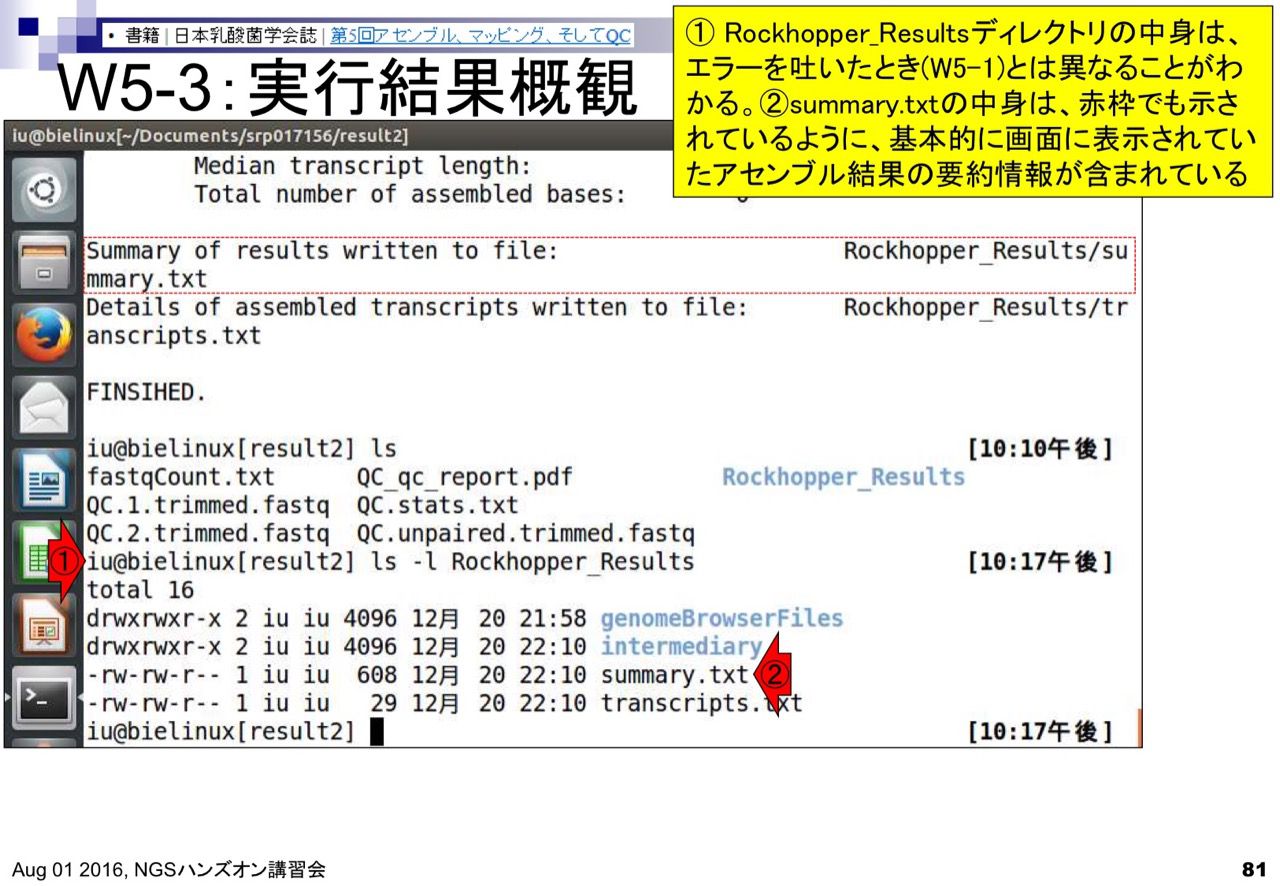 • 書籍 | 日本乳酸菌学会誌 | 第5回アセンブル、マッピング、そしてQC
W5-3：実行結果概観
① Rockhopper_Resultsディレクトリの中身は、
エラーを吐いたとき(W5-1)とは異なることがわ
かる。②summary.txtの中身は、赤枠でも示さ
れているように、基本的に画面に表示されてい
たアセンブル結果の要約情報が含まれている
iu@bielinux[~/Documents/srp017156/result2]
Median transcript length:
Total number of assembled bases:
Summary of results written to file: Rockhopper_Results/su
mmary.txt
Details of assembled transcripts written to file: Rockhopper_Results/tr
anscripts.txt
FINSIHED.
iu@bielinux[result2] ls [10:10午後]
fastqCount.txt QC_qc_report.pdf Rockhopper_Results
QC.1.trimmed.fastq QC.stats.txt
QC.2.trimmed.fastq QC.unpaired.trimmed.fastq
① iu@bielinux[result2] ls -l Rockhopper_Results [10:17午後]
total 16
drwxrwxr-x 2 iu iu 4096 12月 20 21:58 genomeBrowserFiles
drwxrwxr-x 2 iu iu 4096 12月 20 22:10 intermediary
-rw-rw-r-- 1 iu iu 608 12月 20 22:10 summary.txt ②
-rw-rw-r-- 1 iu iu 29 12月 20 22:10 transcripts.txt
iu@bielinux[result2] [10:17午後]
Aug 01 2016, NGSハンズオン講習会
81